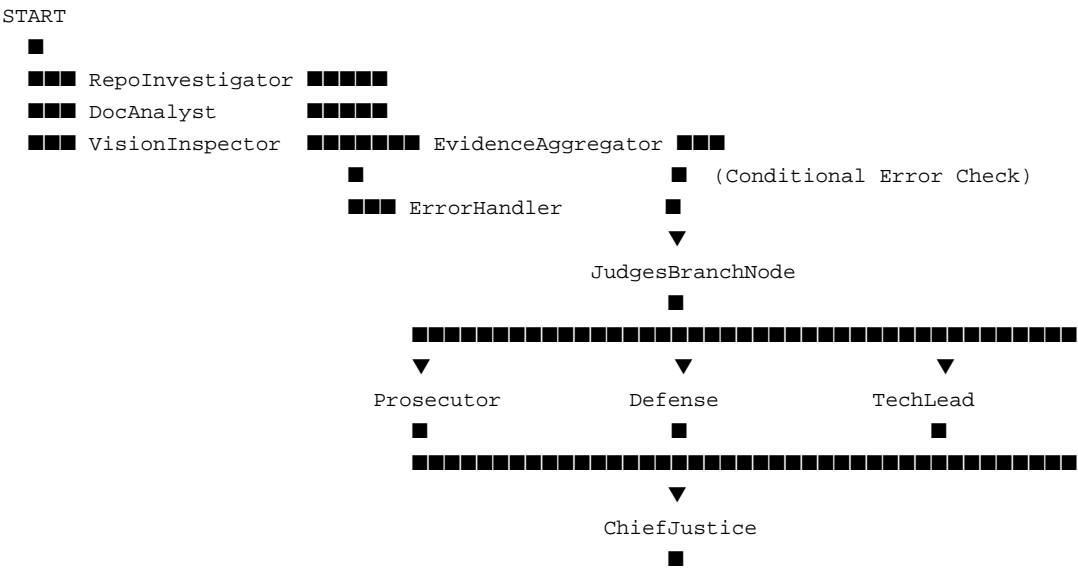 START
RepoInvestigator
DocAnalyst
VisionInspector EvidenceAggregator
(Conditional Error Check)
ErrorHandler
JudgesBranchNode
Prosecutor Defense TechLead
ChiefJustice